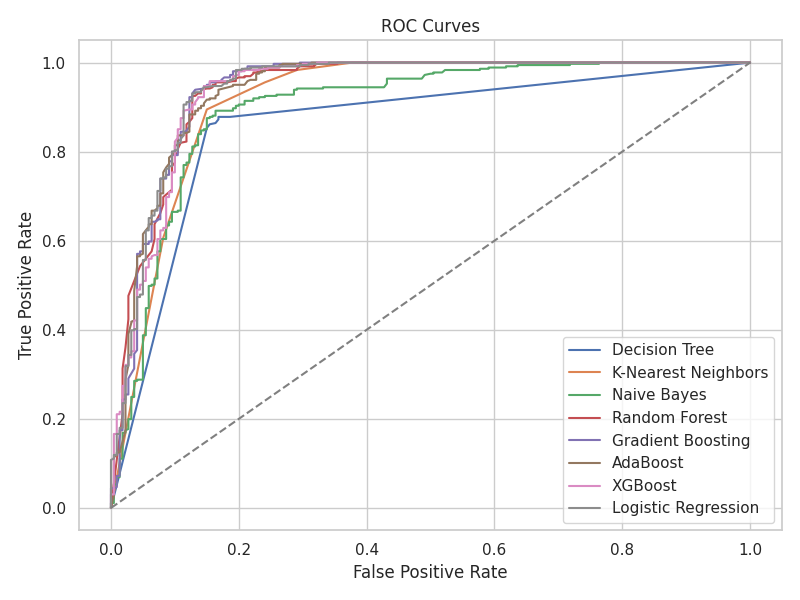 ROC Curves
True Positive Rate
1.0
0.8
0.6
0.4
0.2
0.0
Decision Tree
K-Nearest Neighbors
Naive Bayes
Random Forest
Gradient Boosting
AdaBoost
XGBoost
Logistic Regression
0.0 0.2 0.4 0.6 0.8 1.0
False Positive Rate